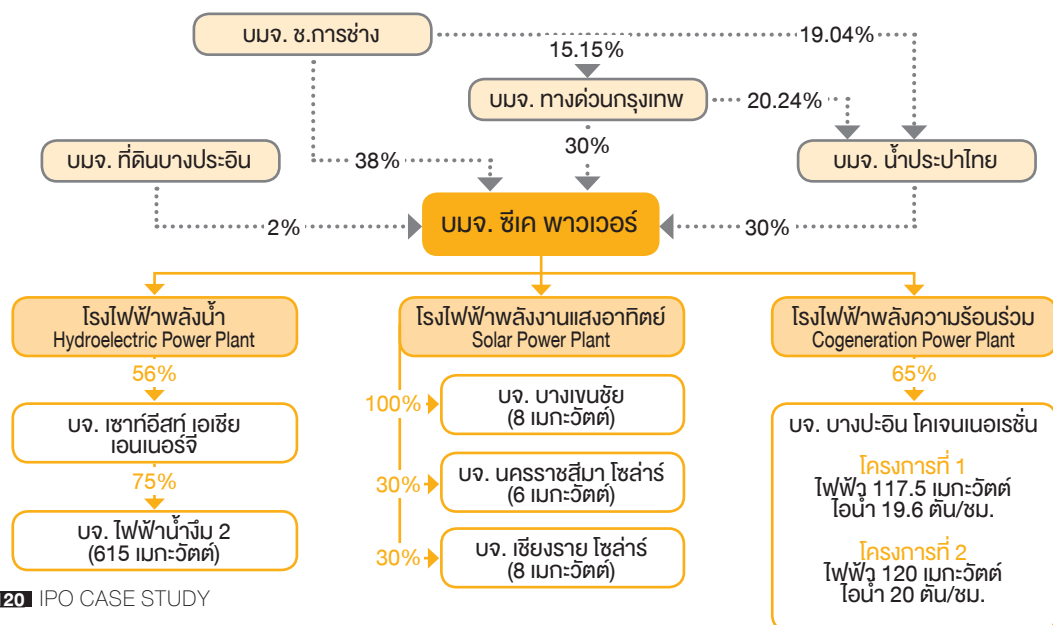 บมจ. ช.การช่าง
19.04%
15.15%
บมจ. ทางด่วนกรุงเทพ
20.24%
บมจ. ที่ดินบางประอิน
38%
30%
บมจ. น้ำประปาไทย
2%
บมจ. ซีเค พาวเวอร์
30%
โรงไฟฟ้าพลังน้ำ
Hydroelectric Power Plant
56%
บจ. เซาท์อีสท์ เอเชีย
เอนเนอร์จี
75%
บจ. ไฟฟ้าน้ำงึม 2
(615 เมกะวัตต์)
โรงไฟฟ้าพลังงานแสงอาทิตย์
Solar Power Plant
100%
บจ. บางเขนชัย
(8 เมกะวัตต์)
30%
บจ. นครราชสีมา โซล่าร์
(6 เมกะวัตต์)
30%
บจ. เชียงราย โซล่าร์
(8 เมกะวัตต์)
โรงไฟฟ้าพลังความร้อนร่วม
Cogeneration Power Plant
65%
บจ. บางปะอิน โคเจนเนอเรชั่น
โครงการที่ 1
ไฟฟ้า 117.5 เมกะวัตต์
ไอน้ำ 19.6 ตัน/ชม.
โครงการที่ 2
ไฟฟ้า 120 เมกะวัตต์
ไอน้ำ 20 ตัน/ชม.
120 IPO CASE STUDY